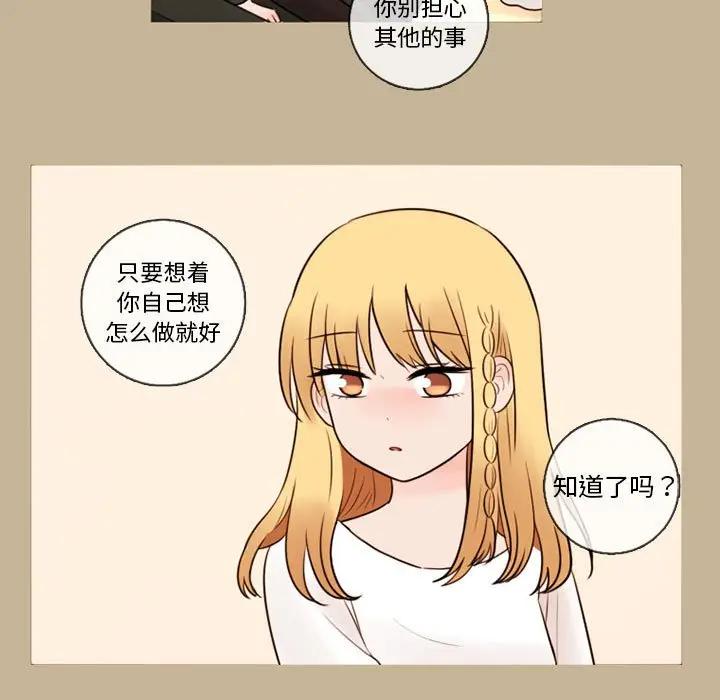 你别担心
其他的事
只要想着
你自己想
怎么做就好
知道了吗？